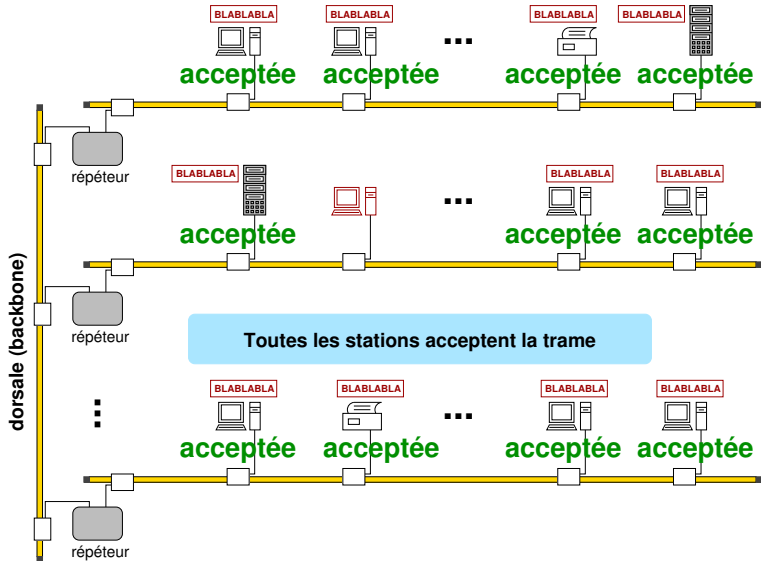 BLABLABLA BLABLABLA ... BLABLABLA BLABLABLA
acceptée acceptée acceptée acceptée
répéteur
BLABLABLA ... BLABLABLA BLABLABLA
acceptée acceptée acceptée
répéteur
dorsale (backbone)
Toutes les stations acceptent la trame
BLABLABLA BLABLABLA ... BLABLABLA BLABLABLA
acceptée acceptée acceptée acceptée
répéteur